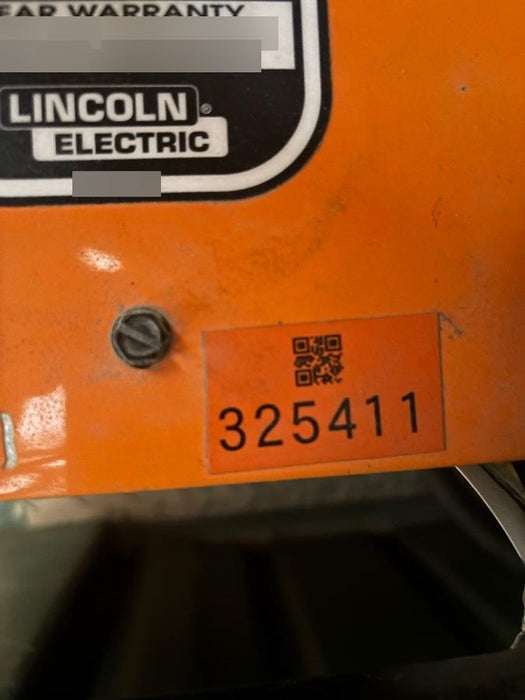 EAR WARRANTY
LINCOLN ®
ELECTRIC
325411